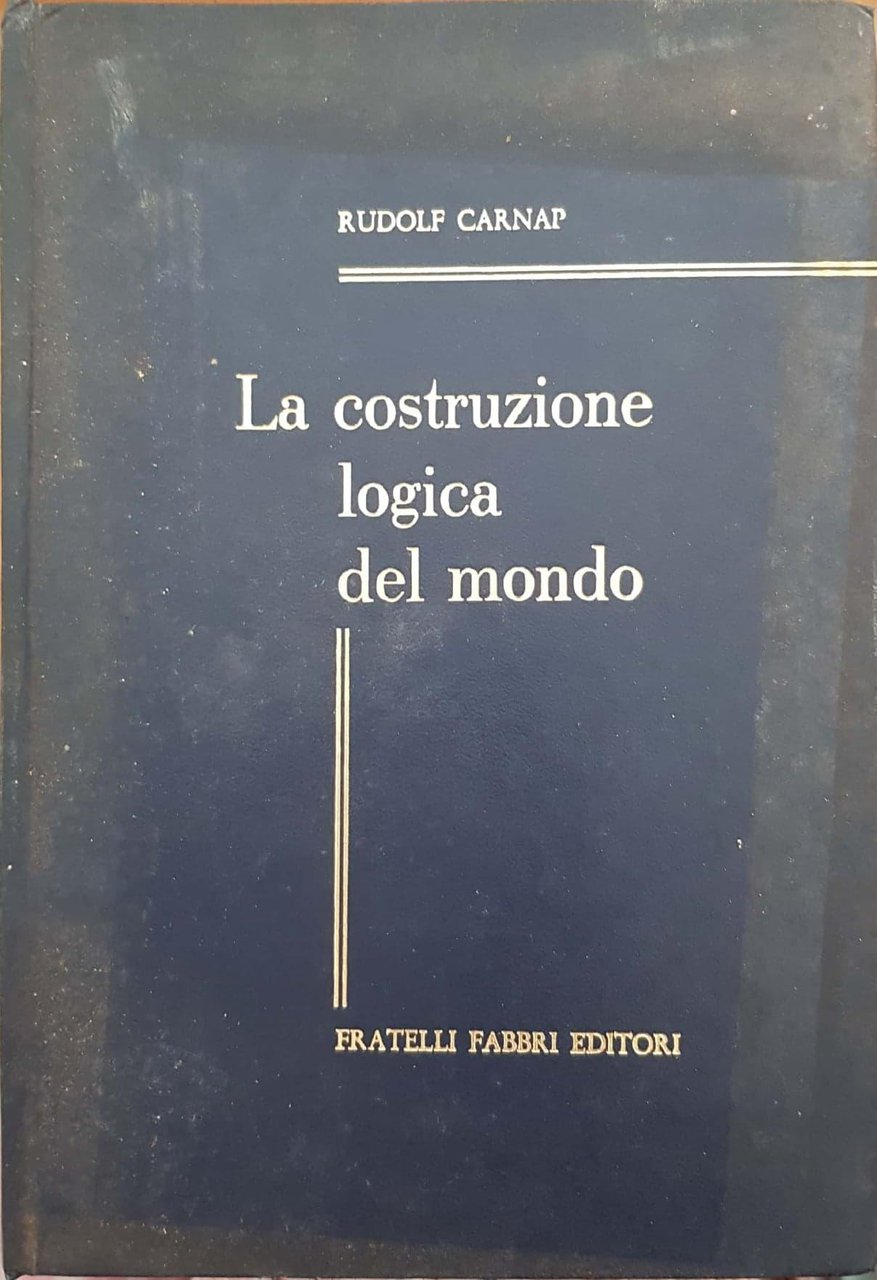 RUDOLF CARNAP
La costruzione
logica
del mondo
FRATELLI FABBRI EDITORI